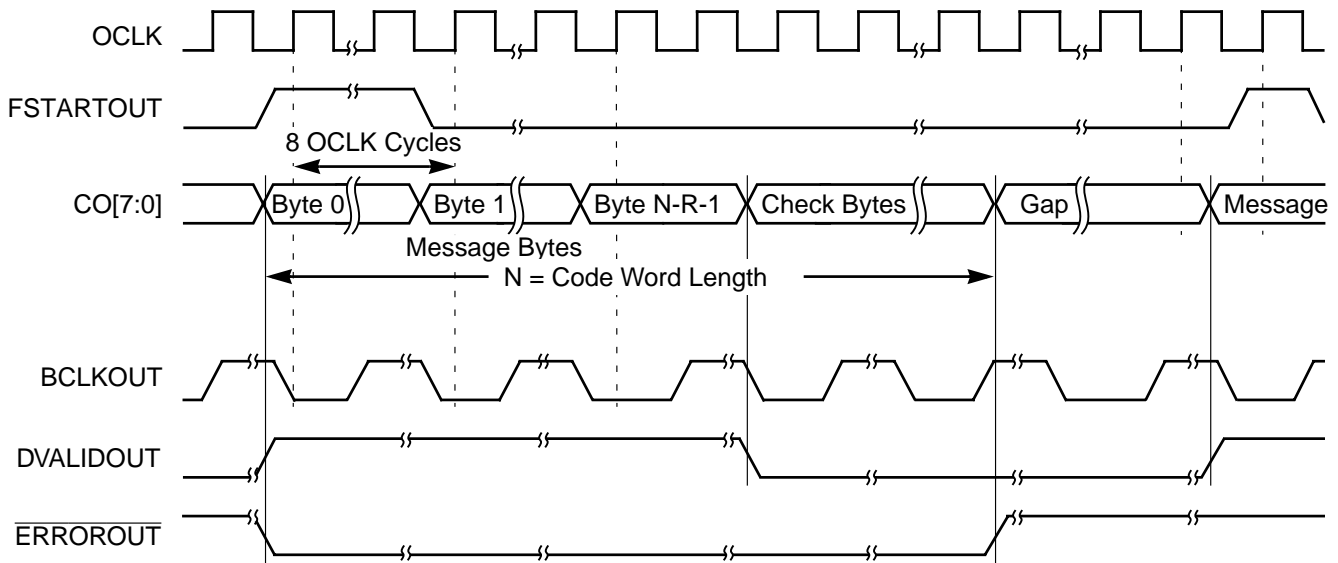 OCLK
FSTARTOUT
8 OCLK Cycles
CO[7:0]
Byte 0
Byte 1
Byte N-R-1
Check Bytes
Gap
Message
Message Bytes
N = Code Word Length
BCLKOUT
DVALIDOUT
ERROROUT